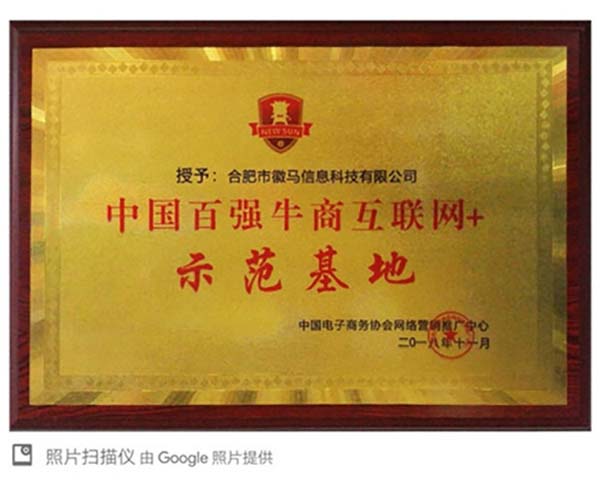 NEW SUN
授予：合肥市徽马信息科技有限公司
中国百强牛商互联网+
示范基地
中国电子商务协会网络营销推广中心
二〇一八年十一月
照片扫描仪 由 Google 照片提供